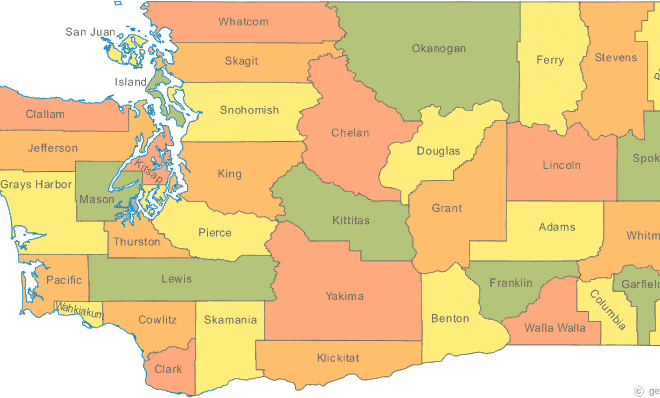 Whatcom
San Juan
Okanogan
Skagit
Ferry
Stevens
Island
Snohomish
Clallam
Chelan
Jefferson
Douglas
Lincoln
Spok
Kitsap
King
Grays Harbor
Mason
Grant
Kittitas
Adams
Pierce
Whitm
Thurston
Pacific
Lewis
Franklin
Garfield
Yakima
Columbia
Wahkiakum
Cowlitz
Skamania
Benton
Walla Walla
Klickitat
Clark
© ge